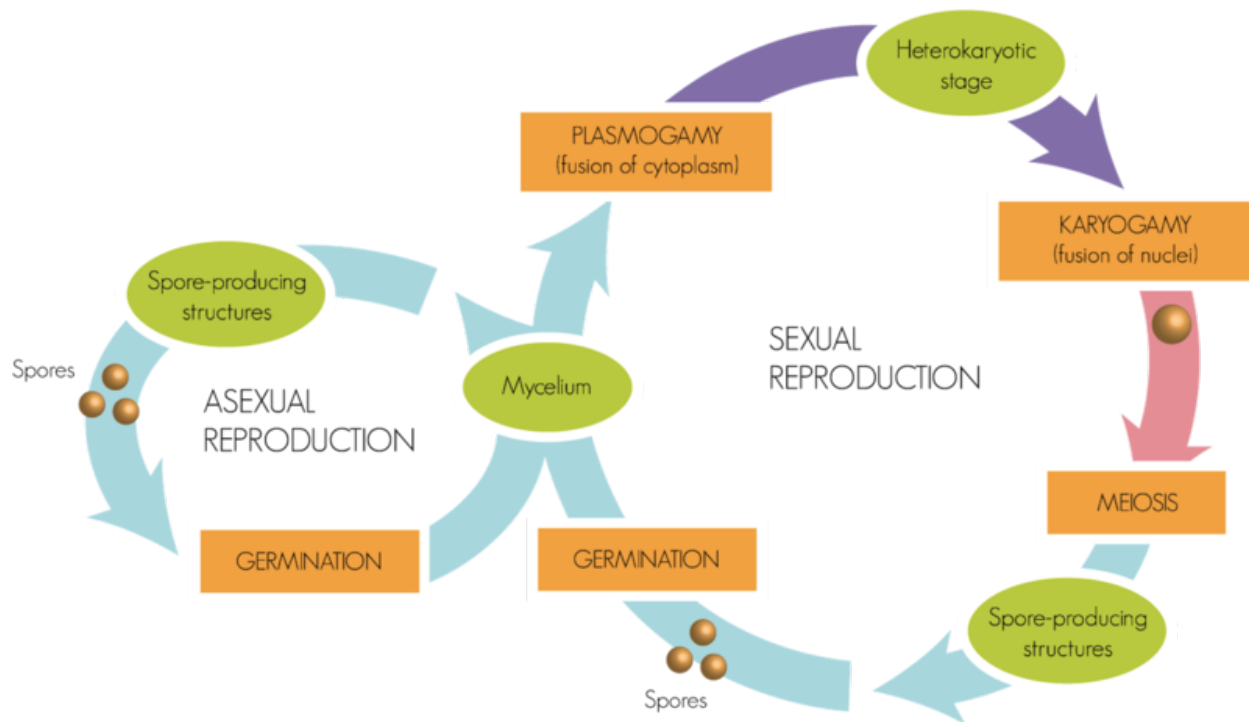 Heterokaryotic
stage
PLASMOGAMY
(fusion of cytoplasm)
KARYOGAMY
(fusion of nuclei)
Spore-producing
structures
Spores
ASEXUAL
REPRODUCTION
Mycelium
SEXUAL
REPRODUCTION
MEIOSIS
GERMINATION
GERMINATION
Spore-producing
structures
Spores